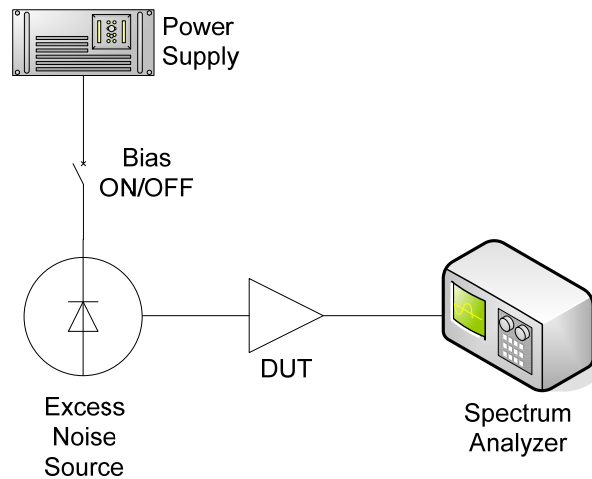 Power
Supply
Bias
ON/OFF
DUT
Excess
Noise
Source
Spectrum
Analyzer